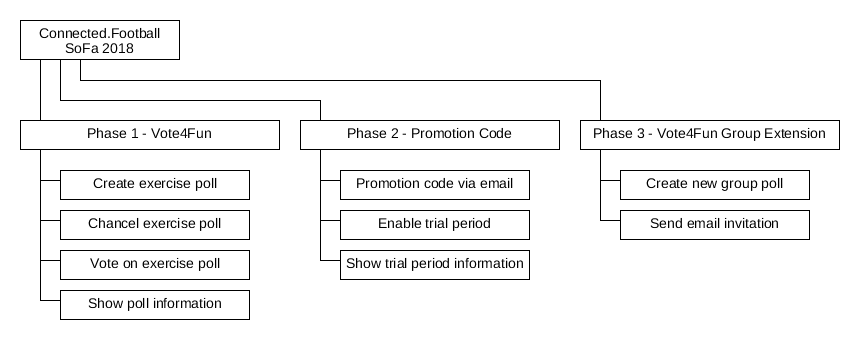 Connected.Football
SoFa 2018
Phase 1 - Vote4Fun
Create exercise poll
Chancel exercise poll
Vote on exercise poll
Show poll information
Phase 2 - Promotion Code
Promotion code via email
Enable trial period
Show trial period information
Phase 3 - Vote4Fun Group Extension
Create new group poll
Send email invitation